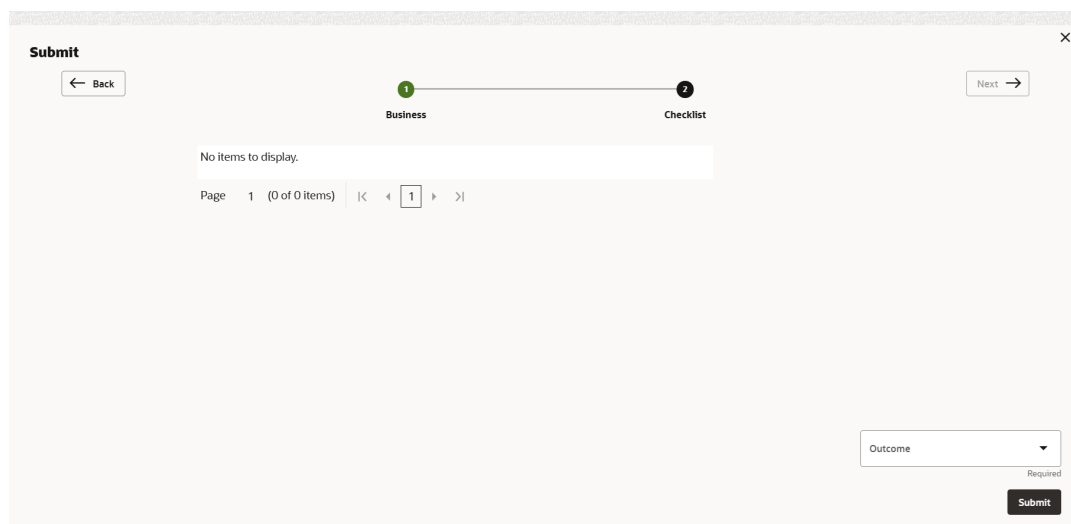 Submit
Back
Next
1
2
Business
Checklist
No items to display.
Page 1 (0 of 0 items) 1
Outcome
Required
Submit